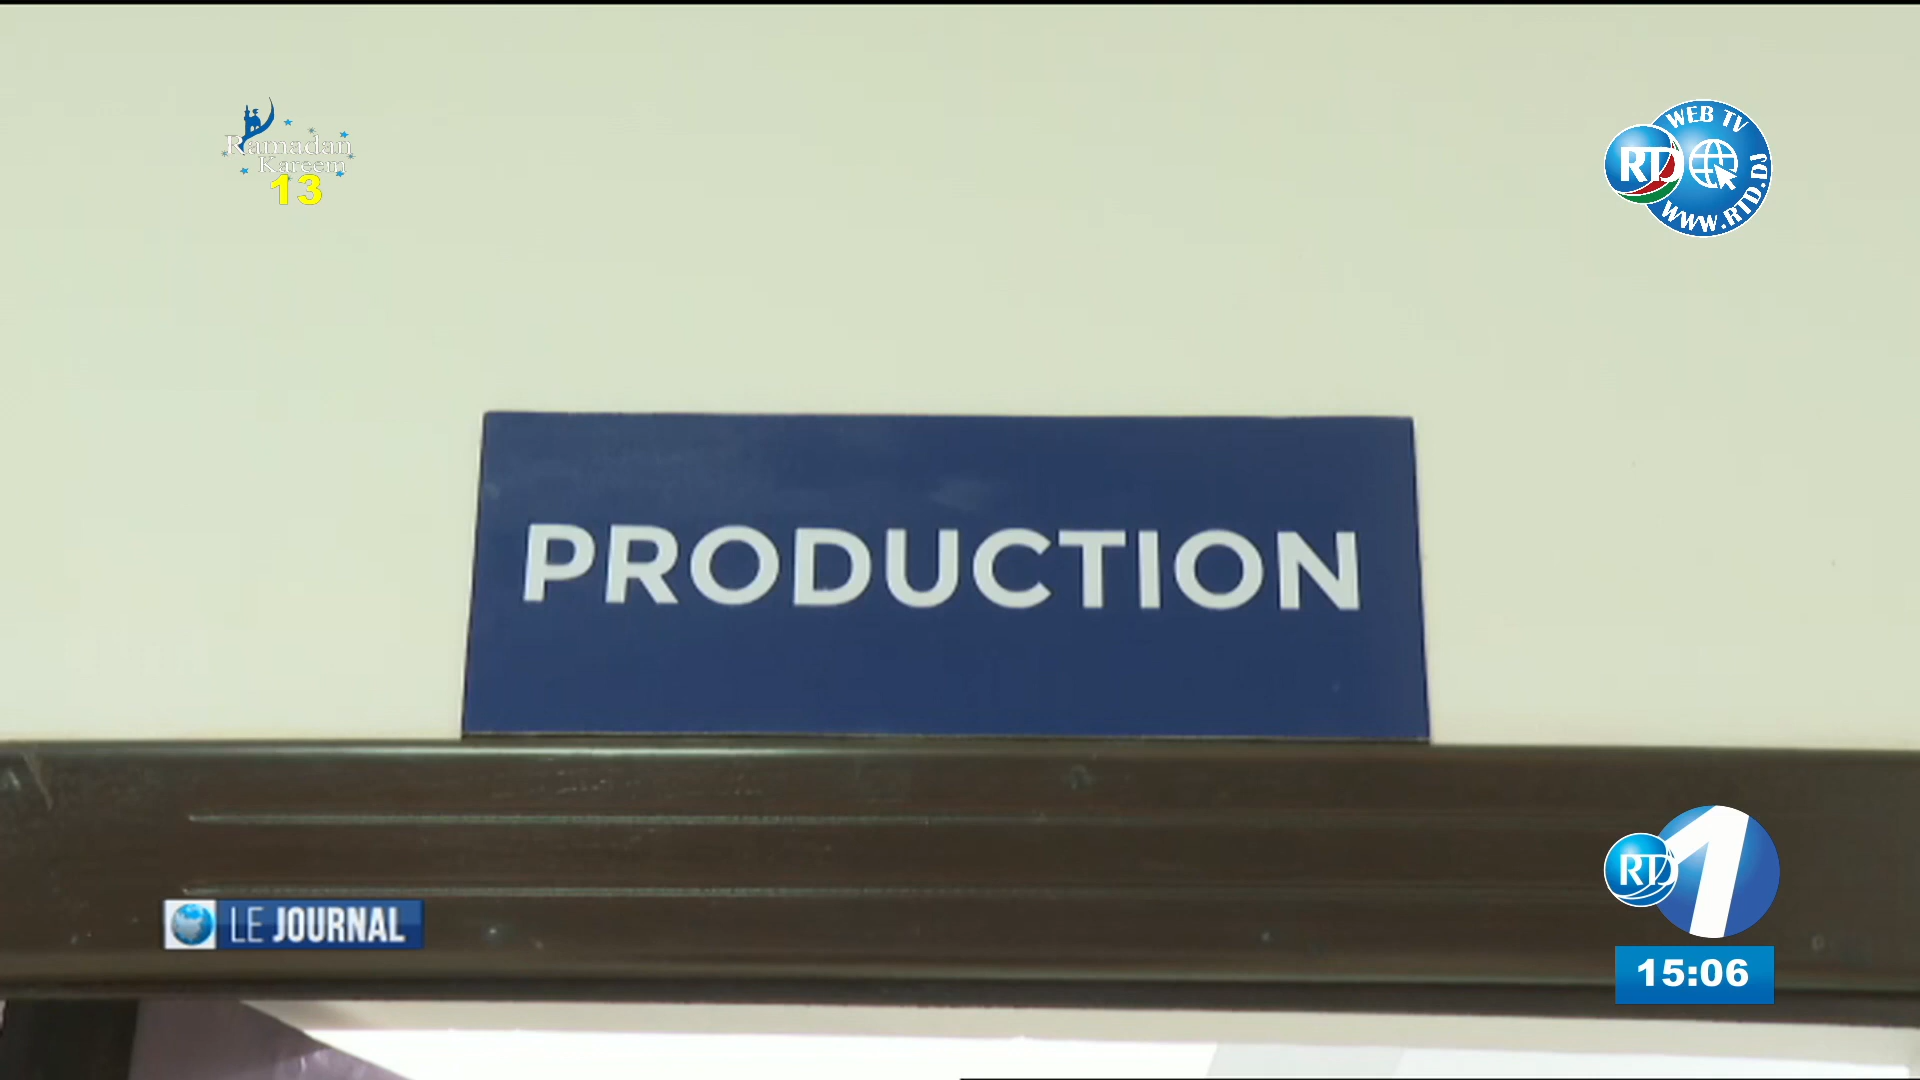 Ramadan
Kareem
13
WEB TV
RTD
WWW.RTD.DJ
PRODUCTION
LE JOURNAL
RTD
1
15:06